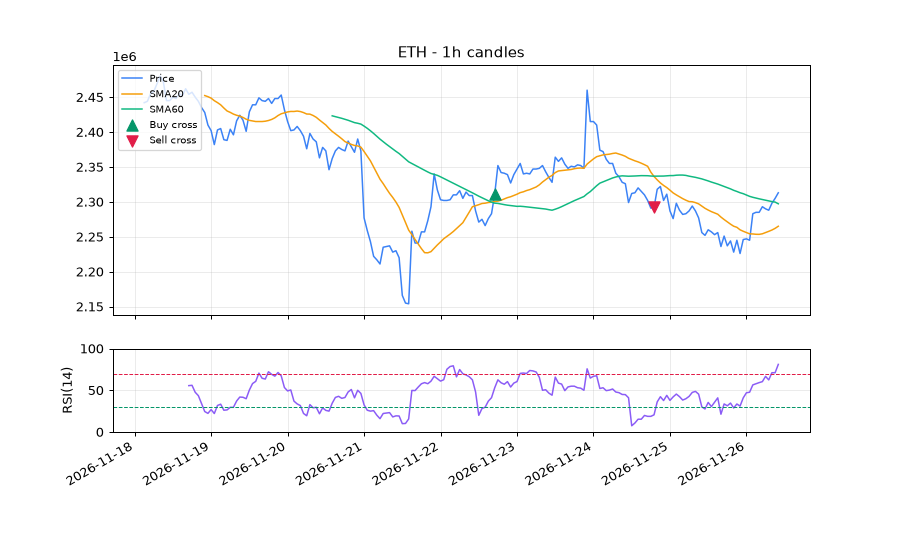 ETH - 1h candles
1e6
Price
SMA20
SMA60
Buy cross
Sell cross
2.45
2.40
2.35
2.30
2.25
2.20
2.15
100
50
0
RSI(14)
2026-11-18
2026-11-19
2026-11-20
2026-11-21
2026-11-22
2026-11-23
2026-11-24
2026-11-25
2026-11-26